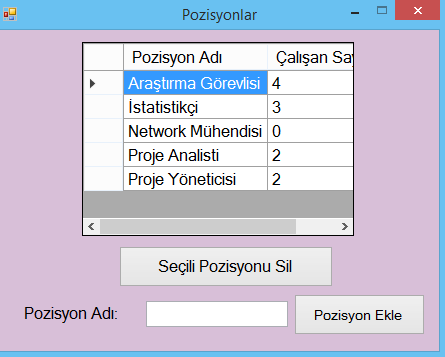 Pozisyonlar
Pozisyon Adı Çalışan Say
Araştırma Görevlisi 4
İstatistikçi 3
Network Mühendisi 0
Proje Analisti 2
Proje Yöneticisi 2
Seçili Pozisyonu Sil
Pozisyon Adı: Pozisyon Ekle